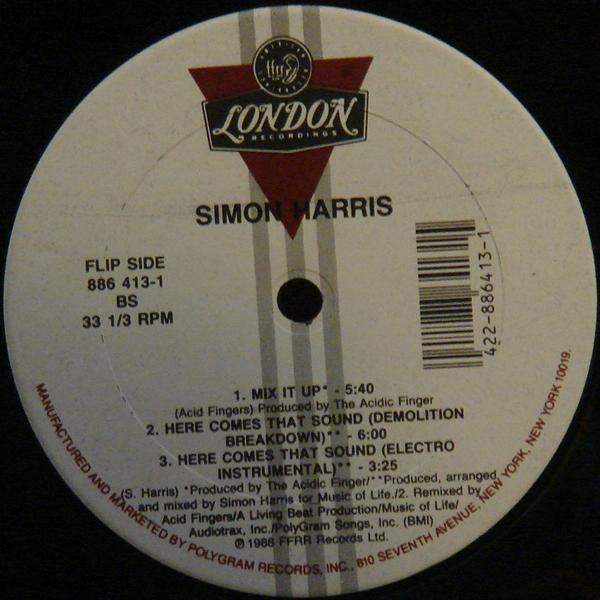 LONDON
RECORDINGS
SIMON HARRIS
FLIP SIDE
886 413-1
BS
33 1/3 RPM
422-886413-1
1. MIX IT UP* - 5:40
(Acid Fingers) Produced by The Acidic Finger
2. HERE COMES THAT SOUND (DEMOLITION
BREAKDOWN)** - 6:00
3. HERE COMES THAT SOUND (ELECTRO
INSTRUMENTAL)** - 3:25
(S. Harris) *Produced by The Acidic Finger/**Produced, arranged
and mixed by Simon Harris for Music of Life./2. Remixed by
Acid Fingers/A Living Beat Production/Music of Life/
Audiotrax, Inc./PolyGram Songs, Inc. (BMI)
℗ 1988 FFRR Records Ltd.
MANUFACTURED AND MARKETED BY POLYGRAM RECORDS, INC., 810 SEVENTH AVENUE, NEW YORK, NEW YORK 10019.